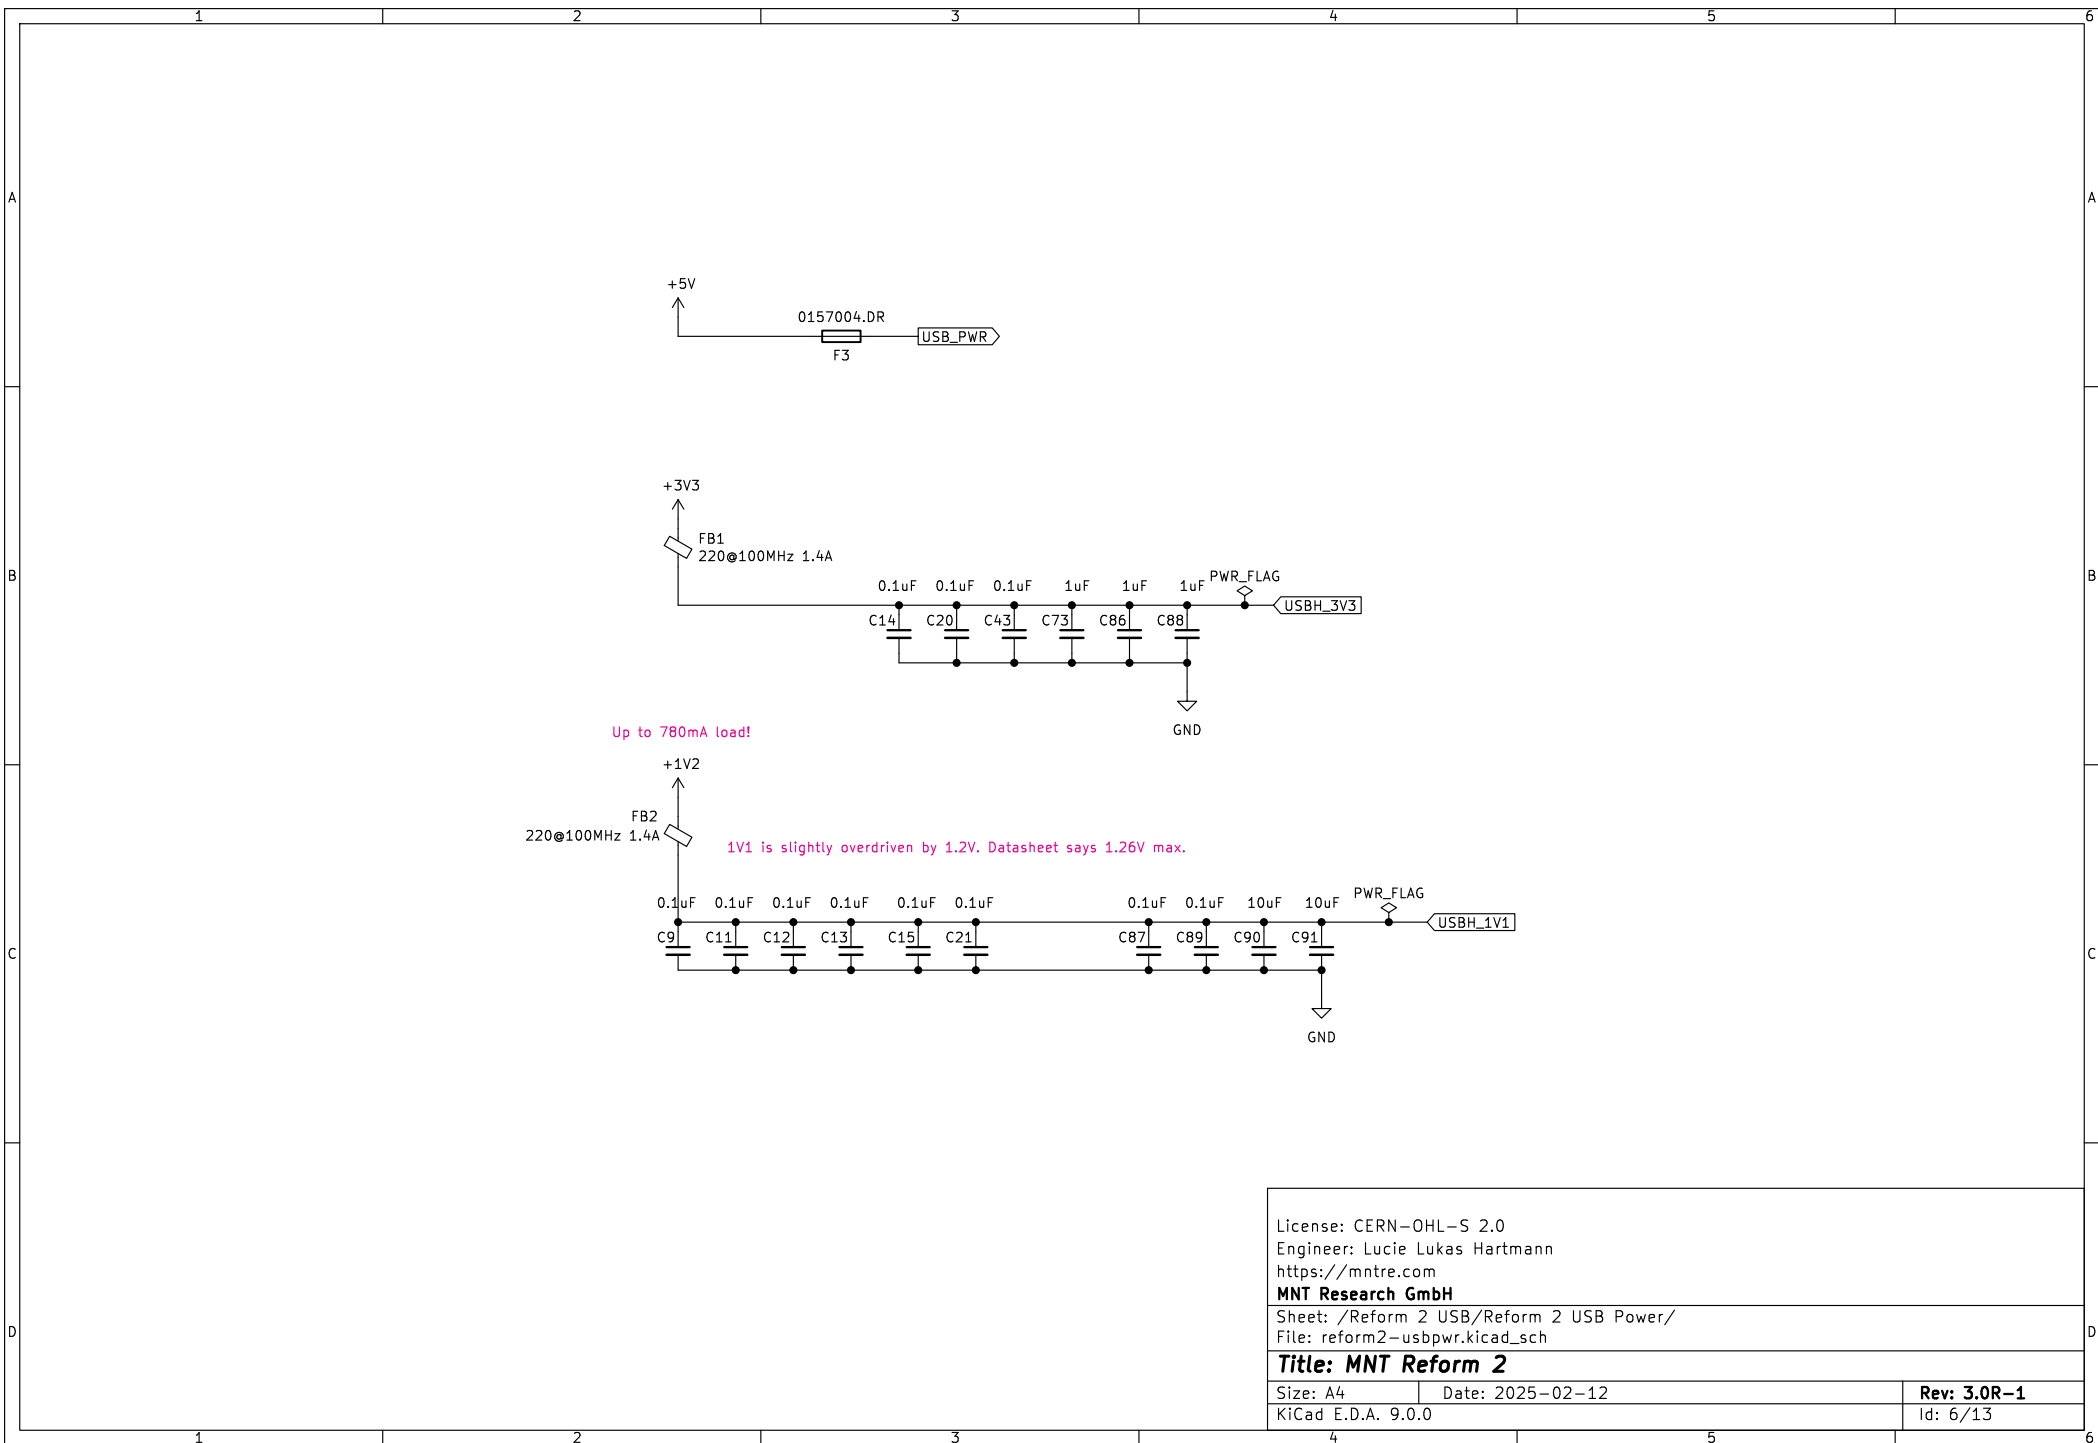 1 2 3 4 5 6
A A
+5V
0157004.DR
USB_PWR
F3
+3V3
FB1
220@100MHz 1.4A
B B
0.1uF 0.1uF 0.1uF 1uF 1uF 1uF PWR_FLAG
USBH_3V3
C14 C20 C43 C73 C86 C88
GND
Up to 780mA load!
+1V2
FB2
220@100MHz 1.4A
1V1 is slightly overdriven by 1.2V. Datasheet says 1.26V max.
0.1uF 0.1uF 0.1uF 0.1uF 0.1uF 0.1uF 0.1uF 0.1uF 10uF 10uF PWR_FLAG
USBH_1V1
C9 C11 C12 C13 C15 C21 C87 C89 C90 C91
C C
GND
License: CERN-OHL-S 2.0
Engineer: Lucie Lukas Hartmann
https://mntre.com
MNT Research GmbH
Sheet: /Reform 2 USB/Reform 2 USB Power/
File: reform2-usbpwr.kicad_sch
D D
Title: MNT Reform 2
Size: A4 Date: 2025-02-12 Rev: 3.0R-1
KiCad E.D.A. 9.0.0 Id: 6/13
1 2 3 4 5 6